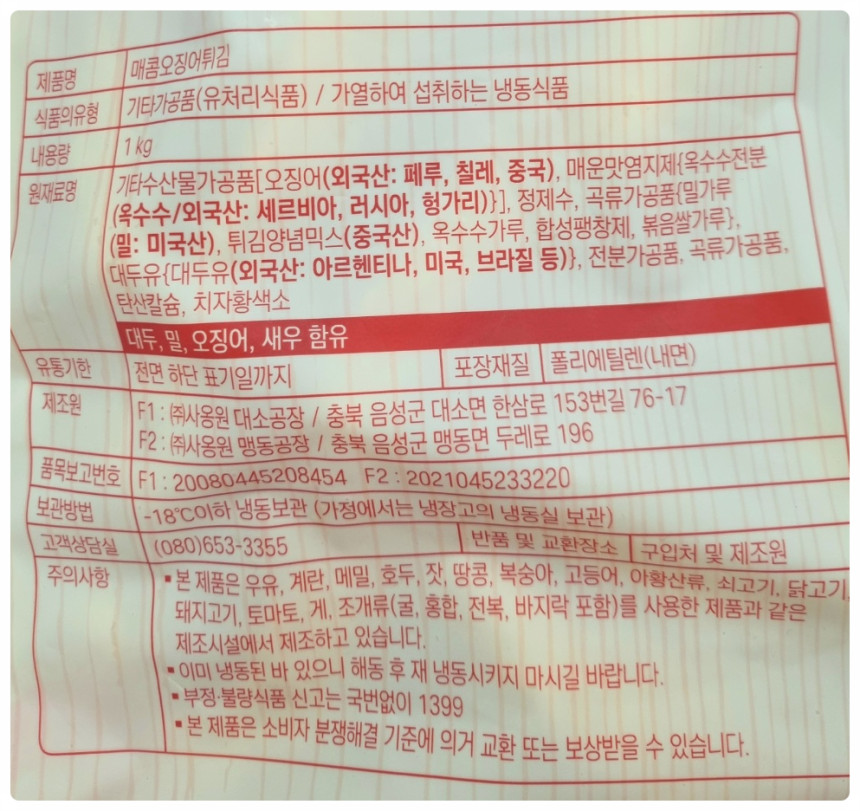 제품명 매콤오징어튀김
식품의유형 기타가공품(유처리식품) / 가열하여 섭취하는 냉동식품
내용량 1 kg
원재료명 기타수산물가공품[오징어(외국산: 페루, 칠레, 중국), 매운맛염지제{옥수수전분
(옥수수/외국산: 세르비아, 러시아, 헝가리)}], 정제수, 곡류가공품{밀가루
(밀: 미국산), 튀김양념믹스(중국산), 옥수수가루, 합성팽창제, 볶음쌀가루},
대두유{대두유(외국산: 아르헨티나, 미국, 브라질 등)}, 전분가공품, 곡류가공품,
탄산칼슘, 치자황색소
대두, 밀, 오징어, 새우 함유
유통기한 전면 하단 표기일까지 포장재질 폴리에틸렌(내면)
제조원 F1 : ㈜사옹원 대소공장 / 충북 음성군 대소면 한삼로 153번길 76-17
F2 : ㈜사옹원 맹동공장 / 충북 음성군 맹동면 두레로 196
품목보고번호 F1 : 20080445208454 F2 : 2021045233220
보관방법 -18℃이하 냉동보관 (가정에서는 냉장고의 냉동실 보관)
고객상담실 (080)653-3355 반품 및 교환장소 구입처 및 제조원
주의사항 ▪본 제품은 우유, 계란, 메밀, 호두, 잣, 땅콩, 복숭아, 고등어, 아황산류, 쇠고기, 닭고기,
돼지고기, 토마토, 게, 조개류(굴, 홍합, 전복, 바지락 포함)를 사용한 제품과 같은
제조시설에서 제조하고 있습니다.
▪이미 냉동된 바 있으니 해동 후 재 냉동시키지 마시길 바랍니다.
▪부정·불량식품 신고는 국번없이 1399
▪본 제품은 소비자 분쟁해결 기준에 의거 교환 또는 보상받을 수 있습니다.